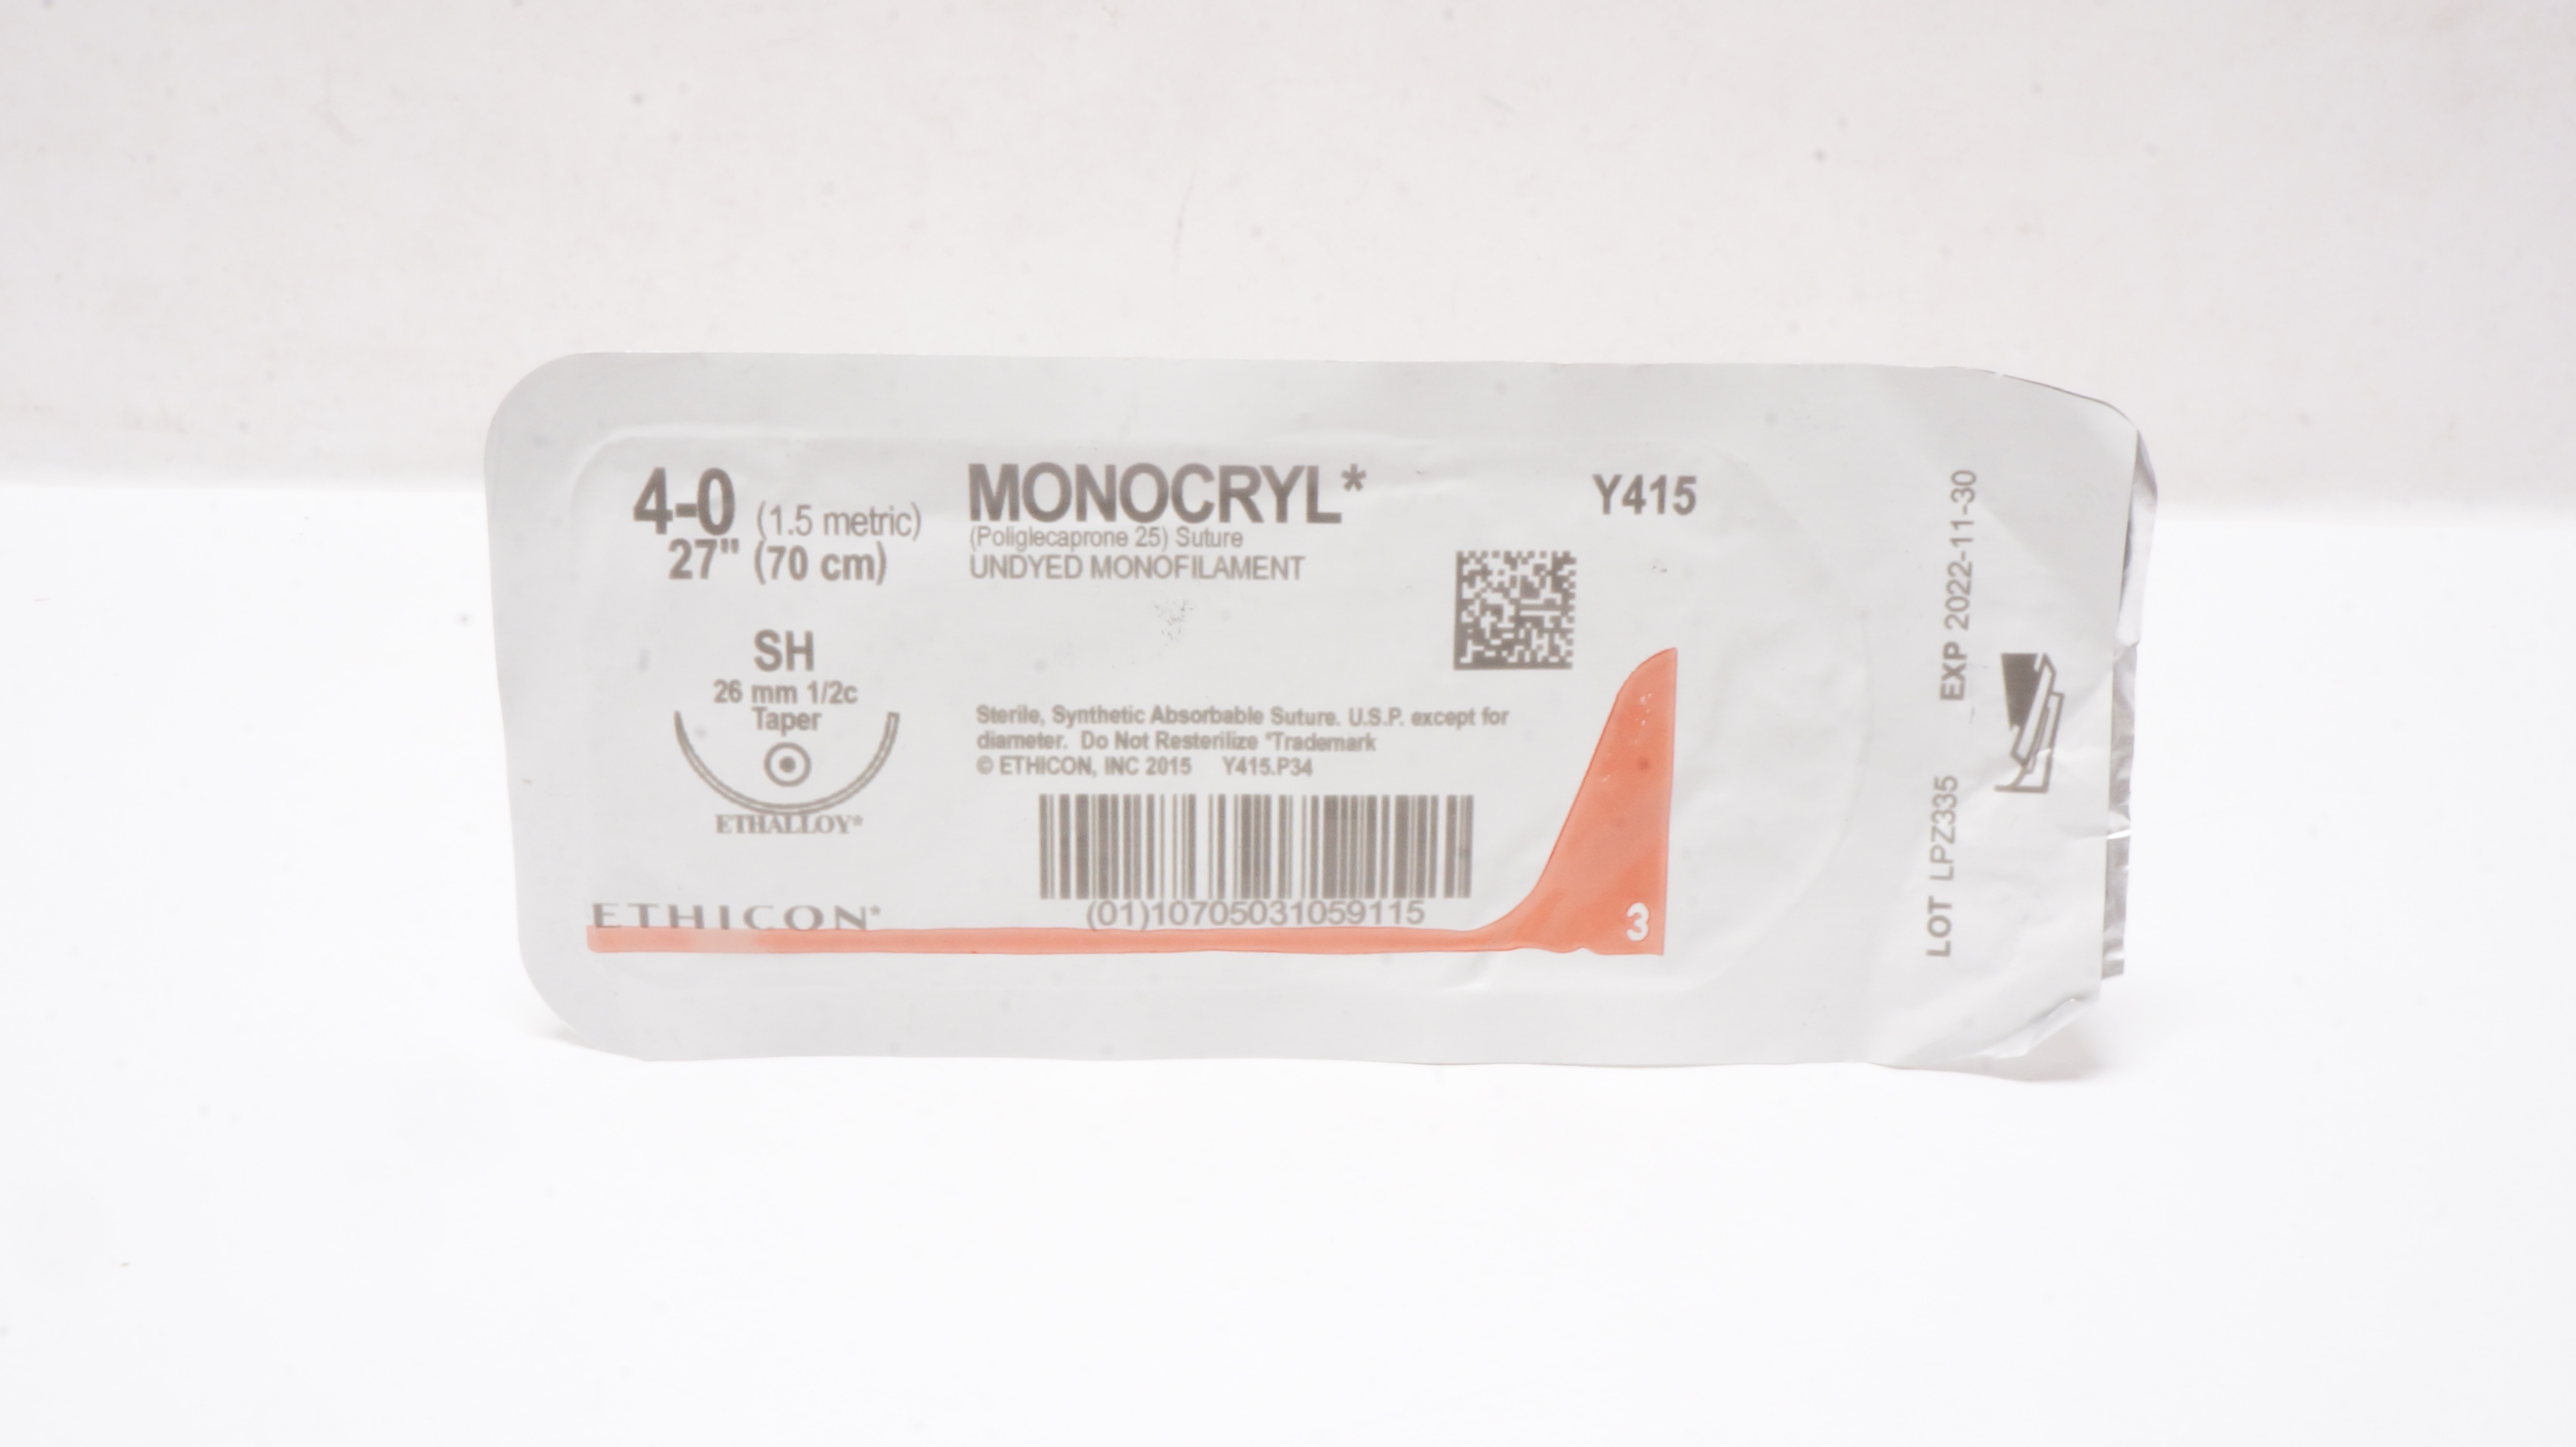 4-0 (1.5 metric)
27" (70 cm)
SH
26 mm 1/2c
Taper
ETHALLOY*
ETHICON*
MONOCRYL*
(Poliglecaprone 25) Suture
UNDYED MONOFILAMENT
Y415
Sterile, Synthetic Absorbable Suture. U.S.P. except for
diameter. Do Not Resterilize *Trademark
© ETHICON, INC 2015 Y415.P34
(01)10705031059115
3
LOT LPZ335 EXP 2022-11-30